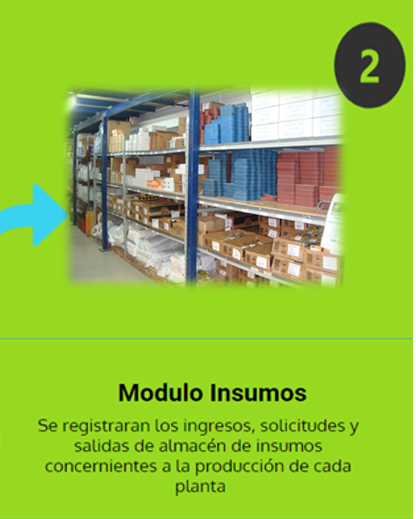 2
Modulo Insumos
Se registraran los ingresos, solicitudes y
salidas de almacén de insumos
concernientes a la producción de cada
planta